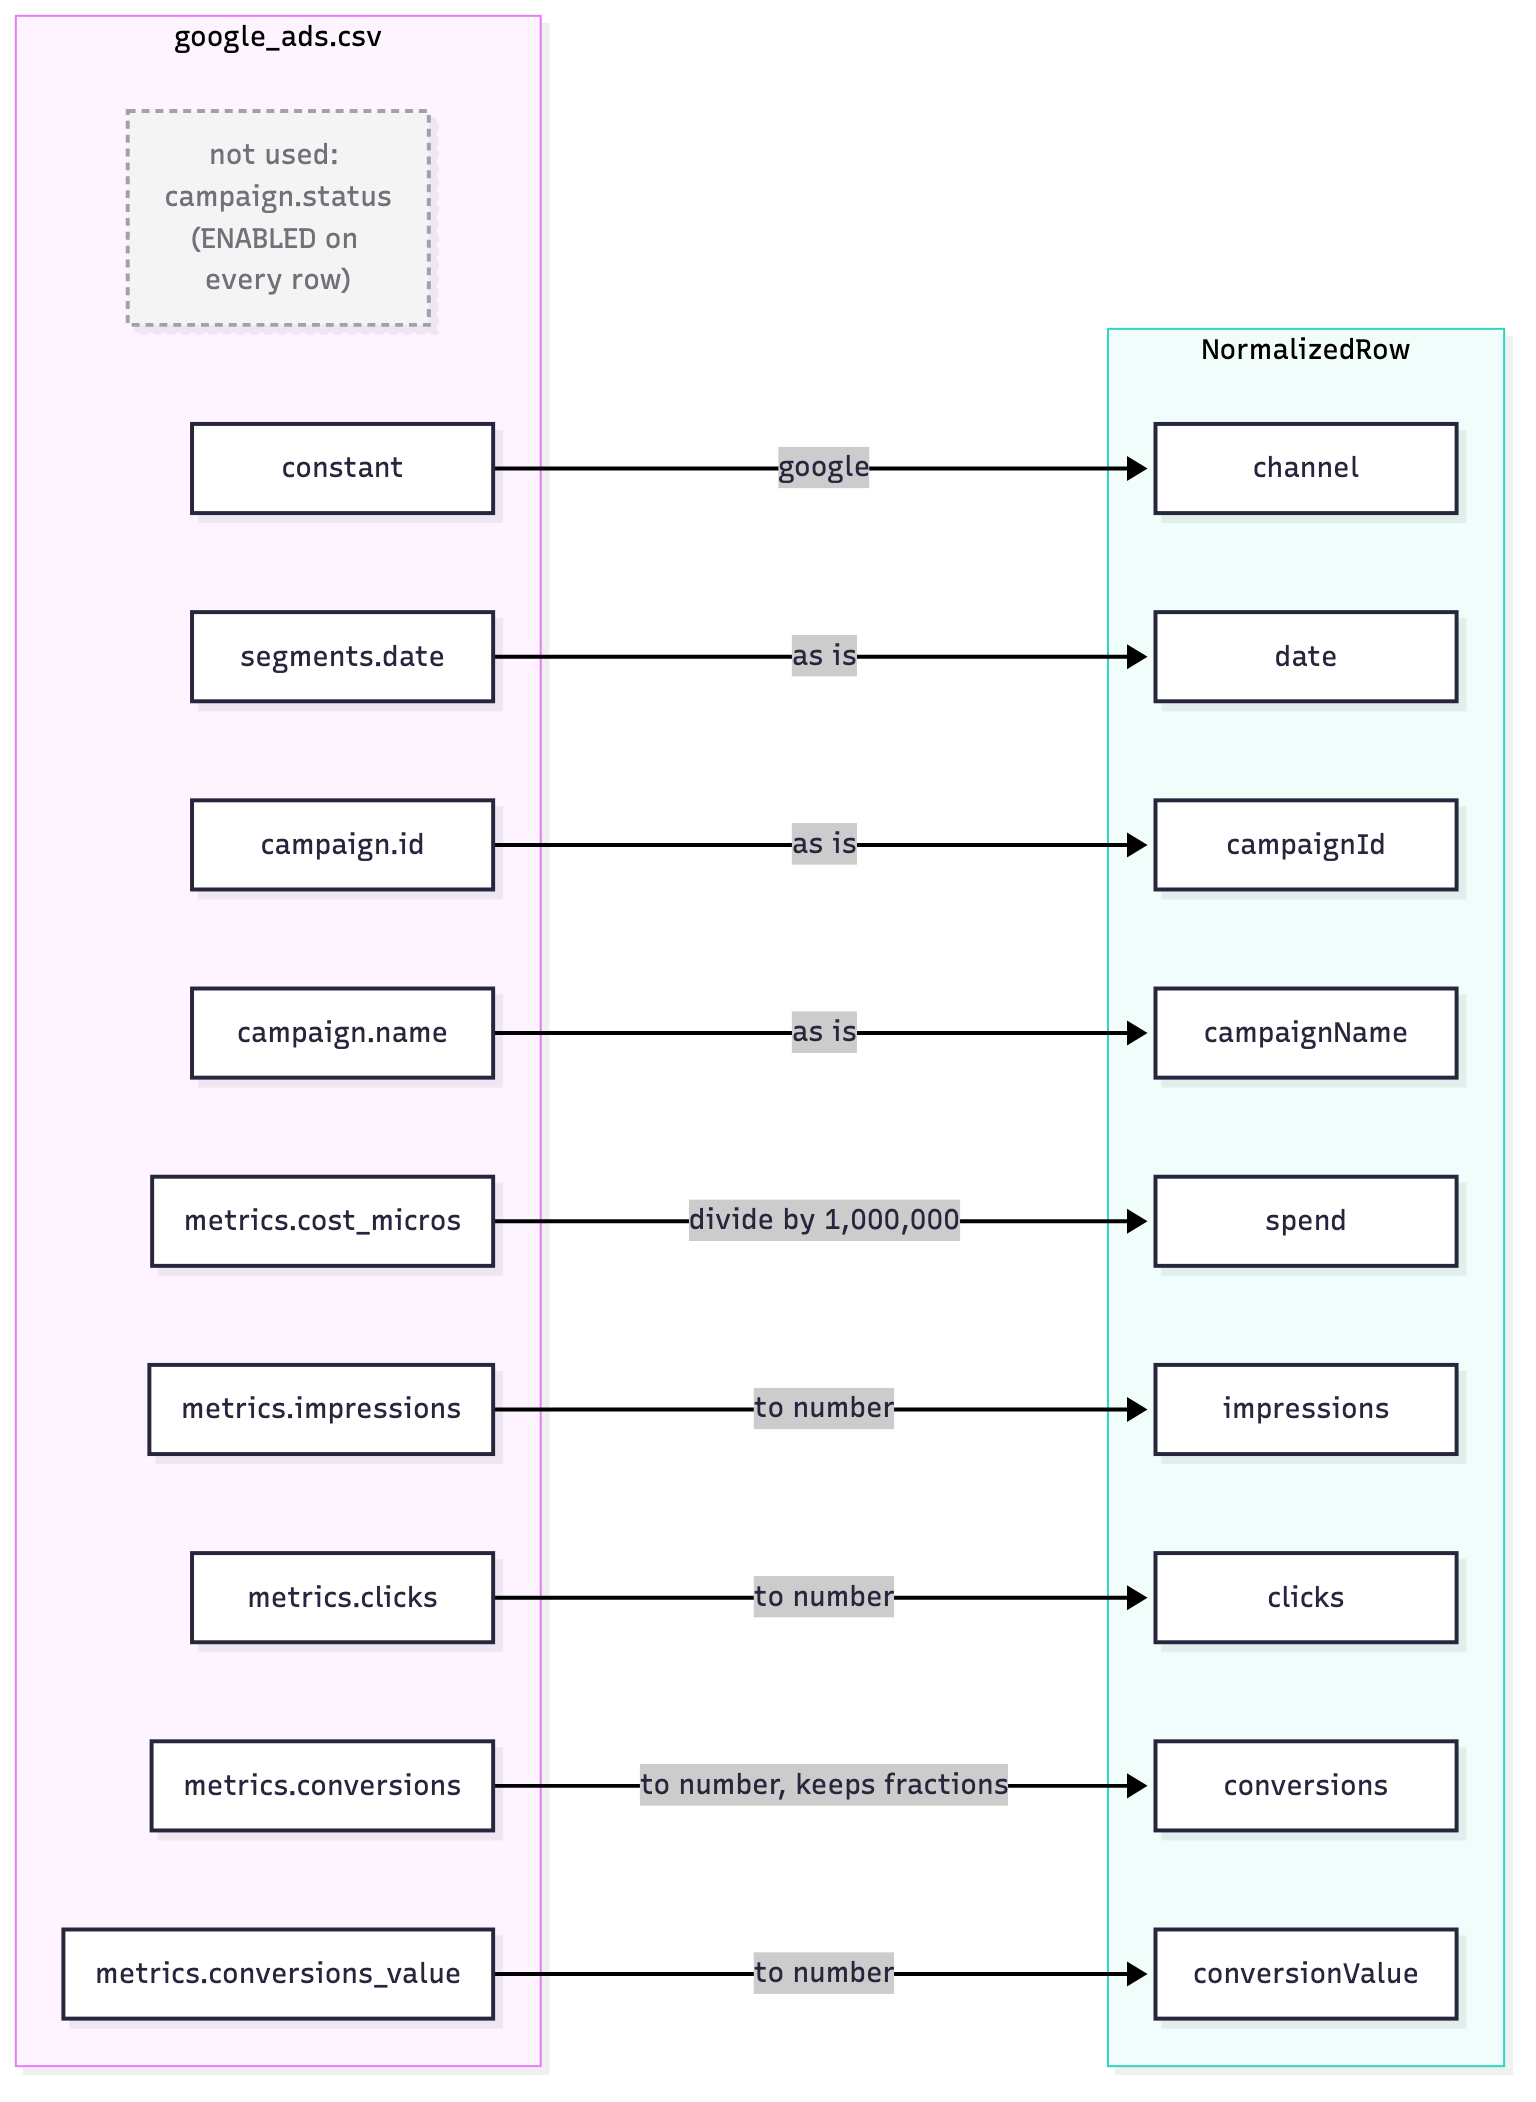 google_ads.csv
not used:
campaign.status
(ENABLED on
every row)
NormalizedRow
constant
google
channel
segments.date
as is
date
campaign.id
as is
campaignId
campaign.name
as is
campaignName
metrics.cost_micros
divide by 1,000,000
spend
metrics.impressions
to number
impressions
metrics.clicks
to number
clicks
metrics.conversions
to number, keeps fractions
conversions
metrics.conversions_value
to number
conversionValue